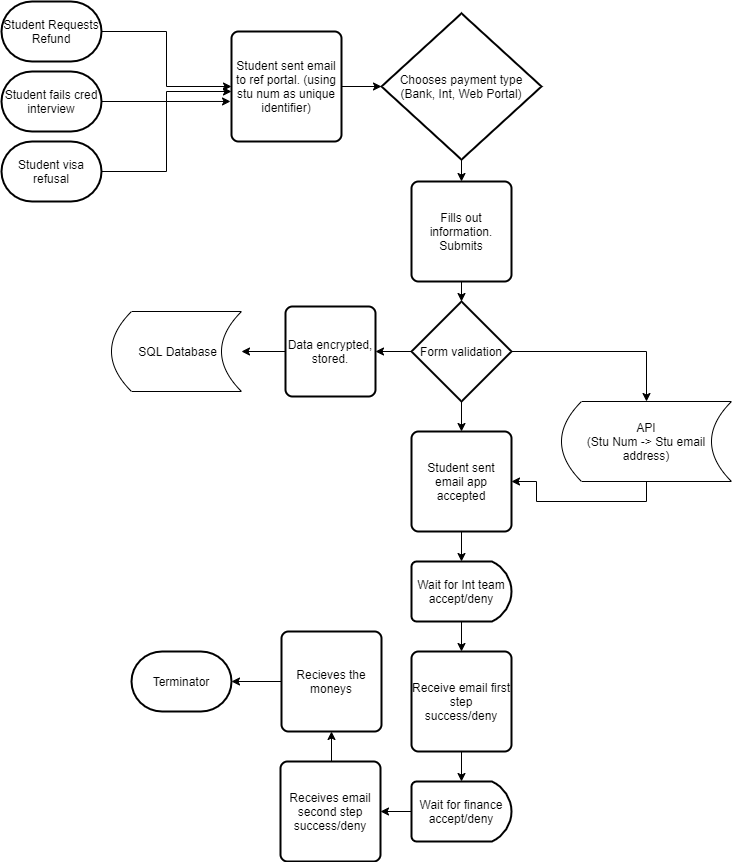 Student Requests
Refund
Student fails cred
interview
Student visa
refusal
Student sent email
to ref portal. (using
stu num as unique
identifier)
Chooses payment type
(Bank, Int, Web Portal)
Fills out
information.
Submits
Form validation
Data encrypted,
stored.
SQL Database
API
(Stu Num -> Stu email
address)
Student sent
email app
accepted
Wait for Int team
accept/deny
Receive email first
step
success/deny
Wait for finance
accept/deny
Receives email
second step
success/deny
Recieves the
moneys
Terminator